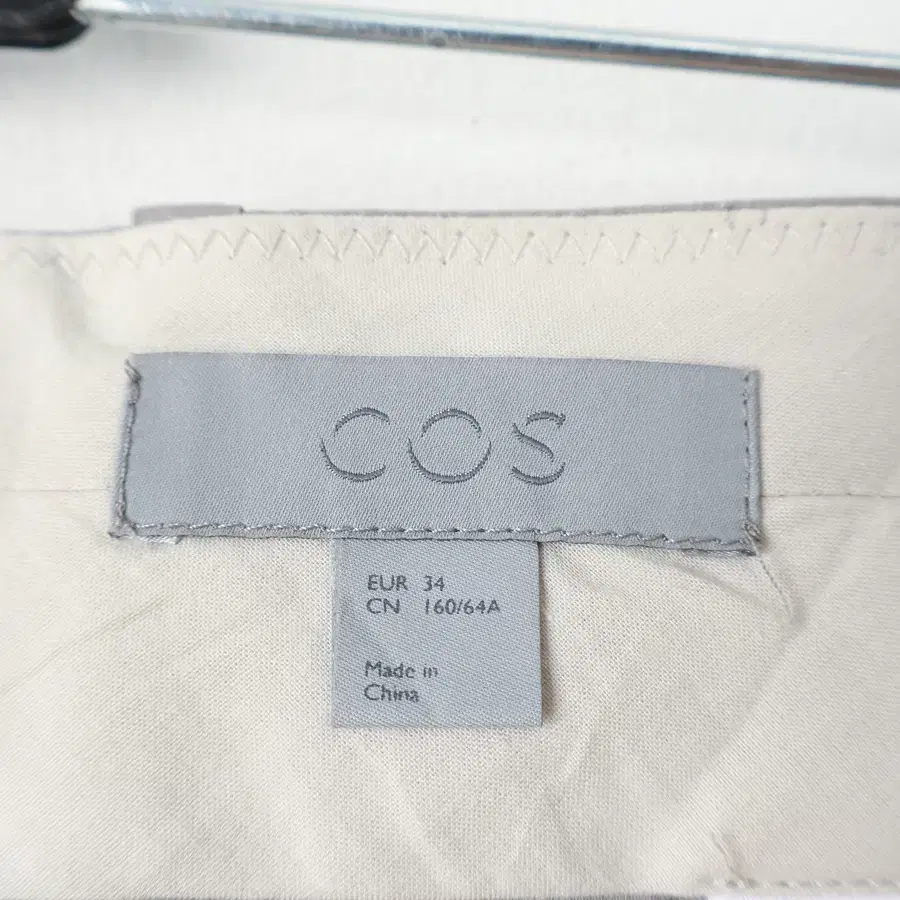 COS
EUR 34
CN 160/64A
Made in
China